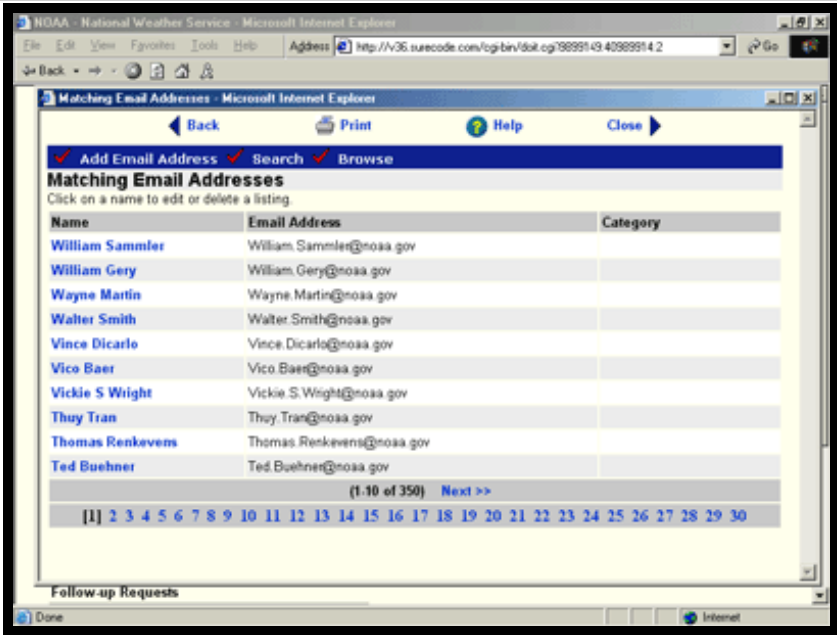 NOAA - National Weather Service - Microsoft Internet Explorer
File Edit View Favorites Tools Help Address http://v36.surecode.com/cgi-bin/doit.cgi?9899149:40989914:2 Go
Back
Matching Email Addresses - Microsoft Internet Explorer
Back Print Help Close
Add Email Address Search Browse
Matching Email Addresses
Click on a name to edit or delete a listing.
Name Email Address Category
William Sammler William.Sammler@noaa.gov
William Gery William.Gery@noaa.gov
Wayne Martin Wayne.Martin@noaa.gov
Walter Smith Walter.Smith@noaa.gov
Vince Dicarlo Vince.Dicarlo@noaa.gov
Vico Baer Vico.Baer@noaa.gov
Vickie S Wright Vickie.S.Wright@noaa.gov
Thuy Tran Thuy.Tran@noaa.gov
Thomas Renkevens Thomas.Renkevens@noaa.gov
Ted Buehner Ted.Buehner@noaa.gov
(1-10 of 350) Next >>
[1] 2 3 4 5 6 7 8 9 10 11 12 13 14 15 16 17 18 19 20 21 22 23 24 25 26 27 28 29 30
Follow-up Requests
Done Internet